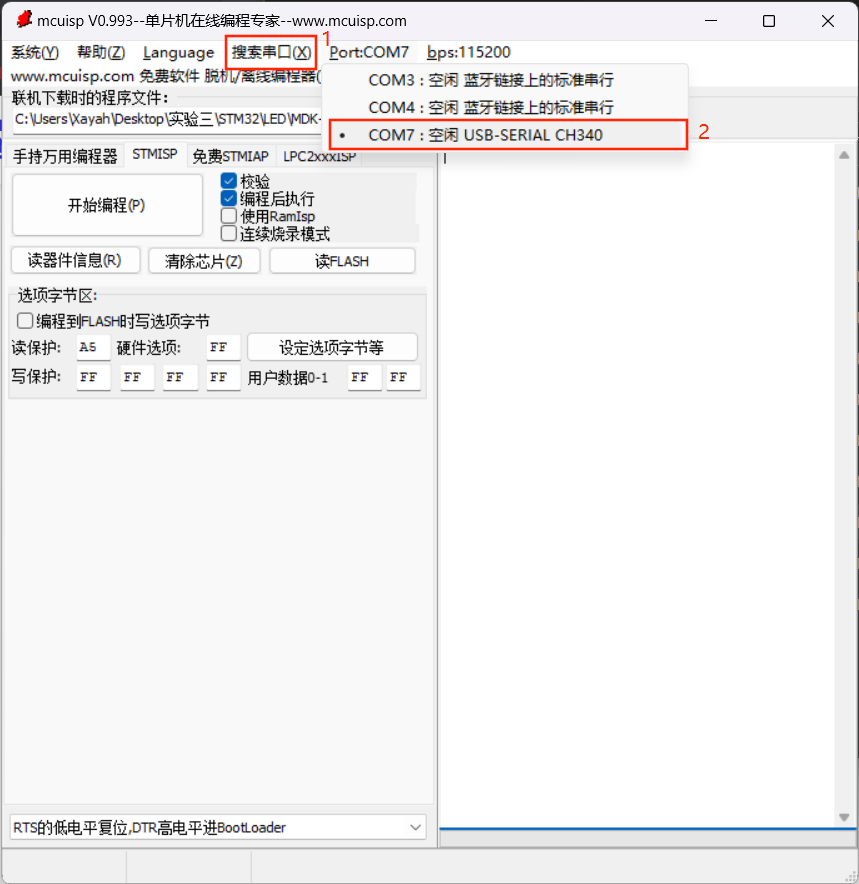 mcuisp V0.993--单片机在线编程专家--www.mcuisp.com
系统(Y) 帮助(Z) Language 搜索串口(X) 1 Port:COM7 bps:115200
www.mcuisp.com 免费软件 脱机/离线编程器(
COM3 : 空闲 蓝牙链接上的标准串行
联机下载时的程序文件:
COM4 : 空闲 蓝牙链接上的标准串行
C:\Users\Xayah\Desktop\实验三\STM32\LED\MDK-
• COM7 : 空闲 USB-SERIAL CH340 2
手持万用编程器 STMISP 免费STMIAP LPC2xxxISP
开始编程(P)
校验
编程后执行
使用RamIsp
连续烧录模式
读器件信息(R) 清除芯片(Z) 读FLASH
选项字节区:
编程到FLASH时写选项字节
读保护: A5 硬件选项: FF 设定选项字节等
写保护: FF FF FF FF 用户数据0-1 FF FF
RTS的低电平复位,DTR高电平进BootLoader